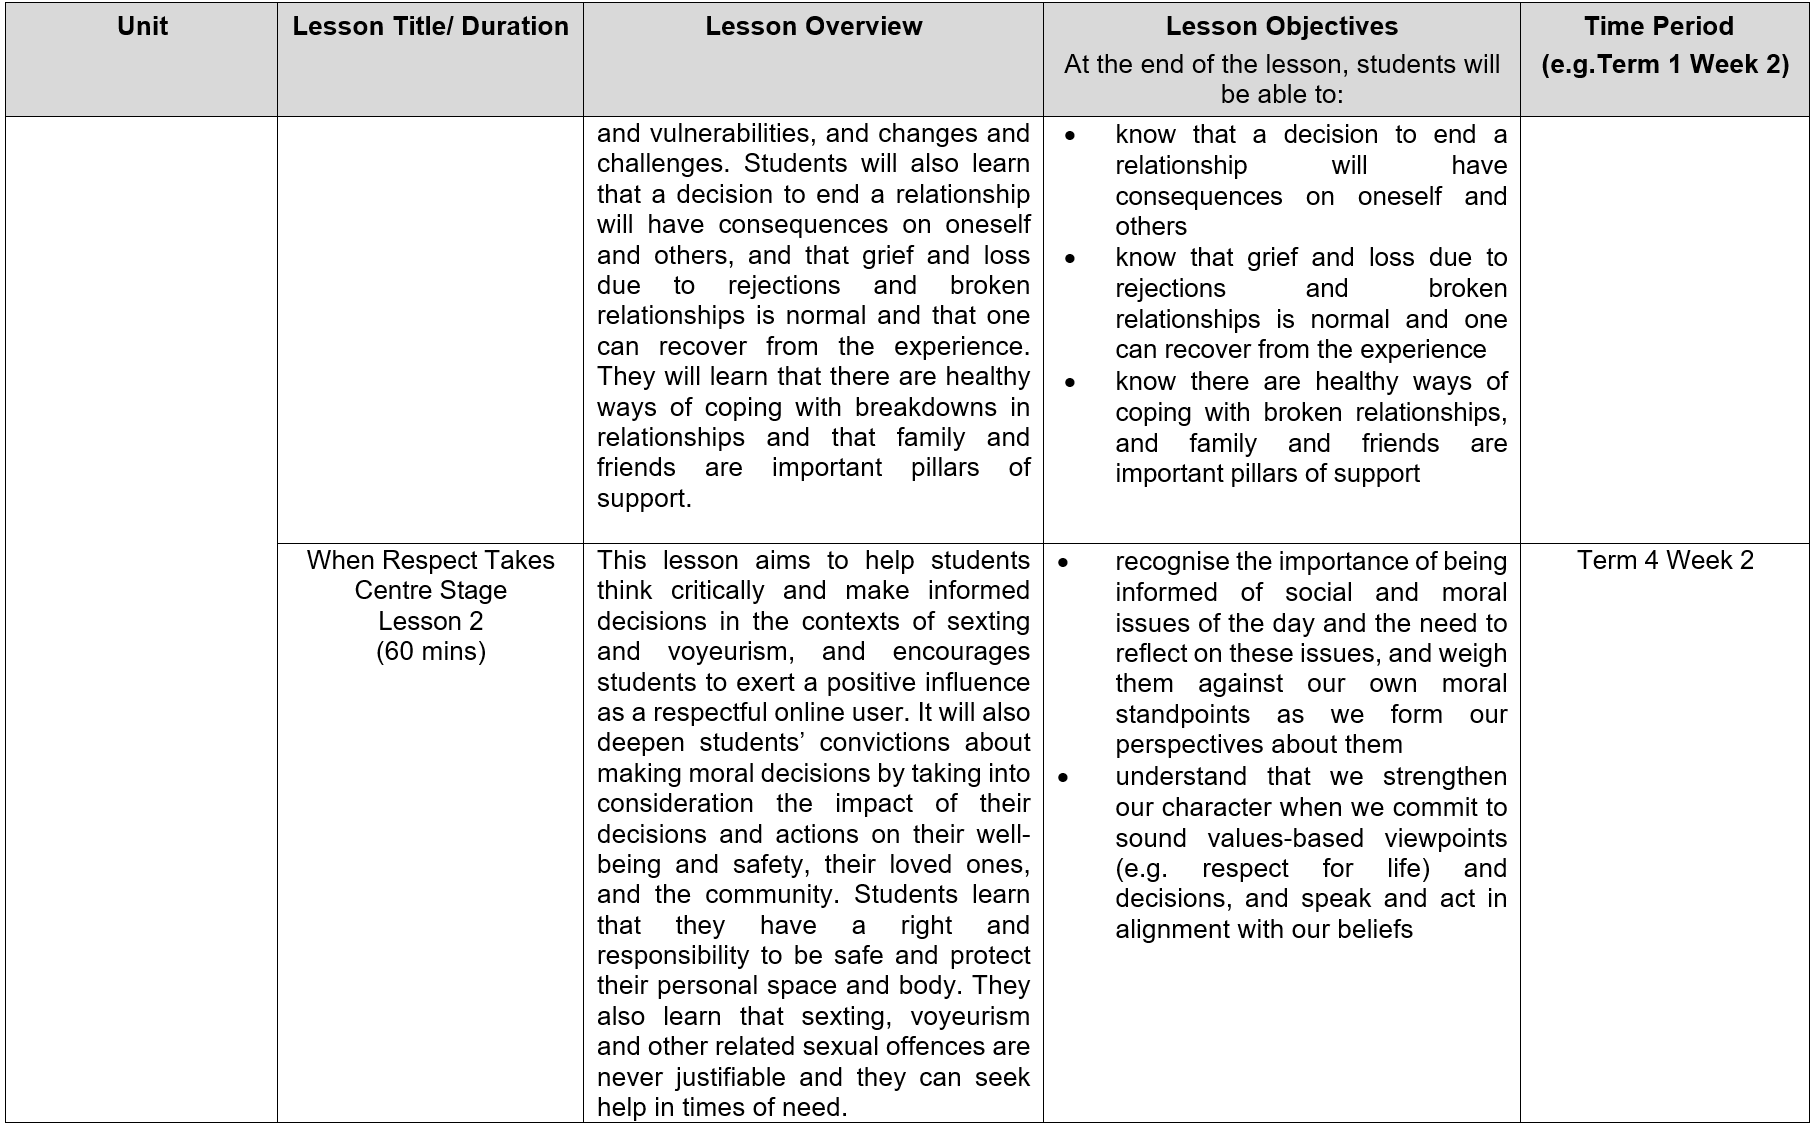 Unit
Lesson Title/ Duration
Lesson Overview
Lesson Objectives
At the end of the lesson, students will
be able to:
Time Period
(e.g.Term 1 Week 2)
and vulnerabilities, and changes and
challenges. Students will also learn
that a decision to end a relationship
will have consequences on oneself
and others, and that grief and loss
due to rejections and broken
relationships is normal and that one
can recover from the experience.
They will learn that there are healthy
ways of coping with breakdowns in
relationships and that family and
friends are important pillars of
support.
• know that a decision to end a
relationship will have
consequences on oneself and
others
• know that grief and loss due to
rejections and broken
relationships is normal and one
can recover from the experience
• know there are healthy ways of
coping with broken relationships,
and family and friends are
important pillars of support
When Respect Takes
Centre Stage
Lesson 2
(60 mins)
This lesson aims to help students
think critically and make informed
decisions in the contexts of sexting
and voyeurism, and encourages
students to exert a positive influence
as a respectful online user. It will also
deepen students’ convictions about
making moral decisions by taking into
consideration the impact of their
decisions and actions on their well-
being and safety, their loved ones,
and the community. Students learn
that they have a right and
responsibility to be safe and protect
their personal space and body. They
also learn that sexting, voyeurism
and other related sexual offences are
never justifiable and they can seek
help in times of need.
• recognise the importance of being
informed of social and moral
issues of the day and the need to
reflect on these issues, and weigh
them against our own moral
standpoints as we form our
perspectives about them
• understand that we strengthen
our character when we commit to
sound values-based viewpoints
(e.g. respect for life) and
decisions, and speak and act in
alignment with our beliefs
Term 4 Week 2